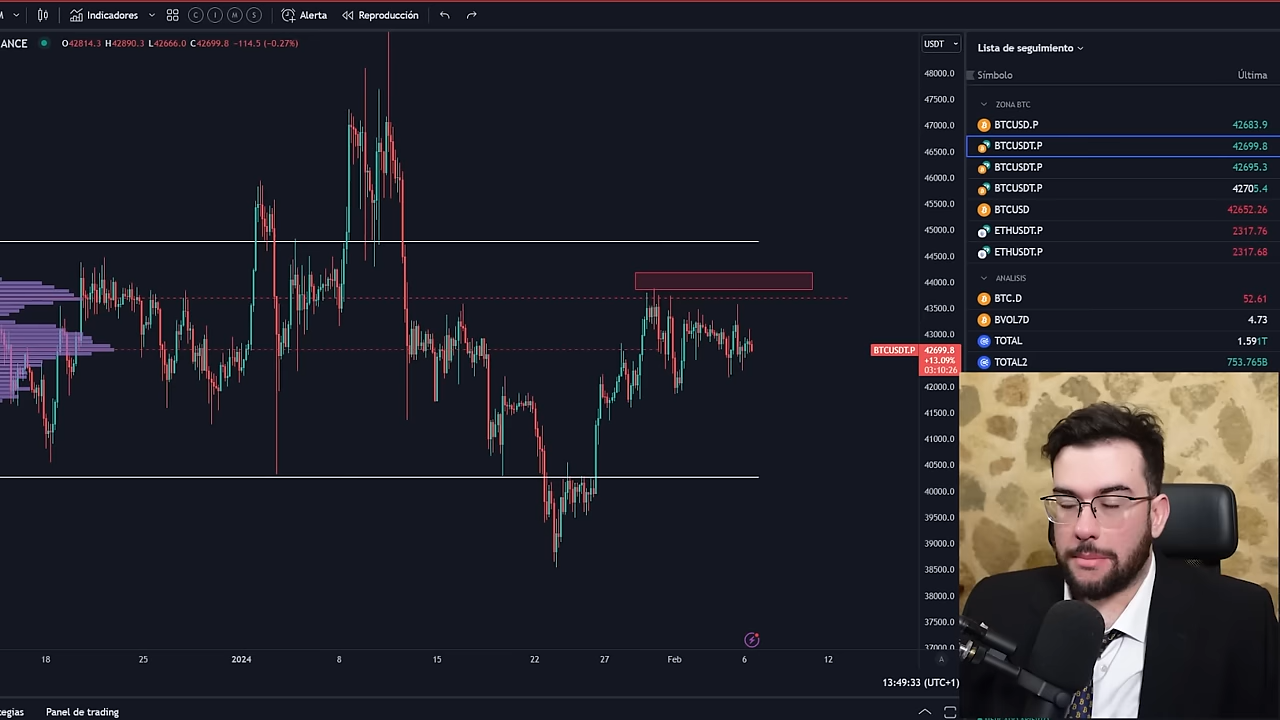 M
Indicadores
C I M S
Alerta
Reproducción
ANCE
O42814.3 H42890.3 L42666.0 C42699.8 −114.5 (−0.27%)
USDT
48000.0
47500.0
47000.0
46500.0
46000.0
45500.0
45000.0
44500.0
44000.0
43500.0
43000.0
BTCUSDT.P 42699.8
+13.09%
03:10:26
42000.0
41500.0
41000.0
40500.0
40000.0
39500.0
39000.0
38500.0
38000.0
37500.0
37000.0
18 25 2024 8 15 22 27 Feb 6 12
A
13:49:33 (UTC+1)
tegias Panel de trading
Lista de seguimiento
Símbolo Última
ZONA BTC
BTCUSD.P 42683.9
BTCUSDT.P 42699.8
BTCUSDT.P 42695.3
BTCUSDT.P 42705.4
BTCUSD 42652.26
ETHUSDT.P 2317.76
ETHUSDT.P 2317.68
ANALISIS
BTC.D 52.61
BVOL7D 4.73
TOTAL 1.591T
TOTAL2 753.765B